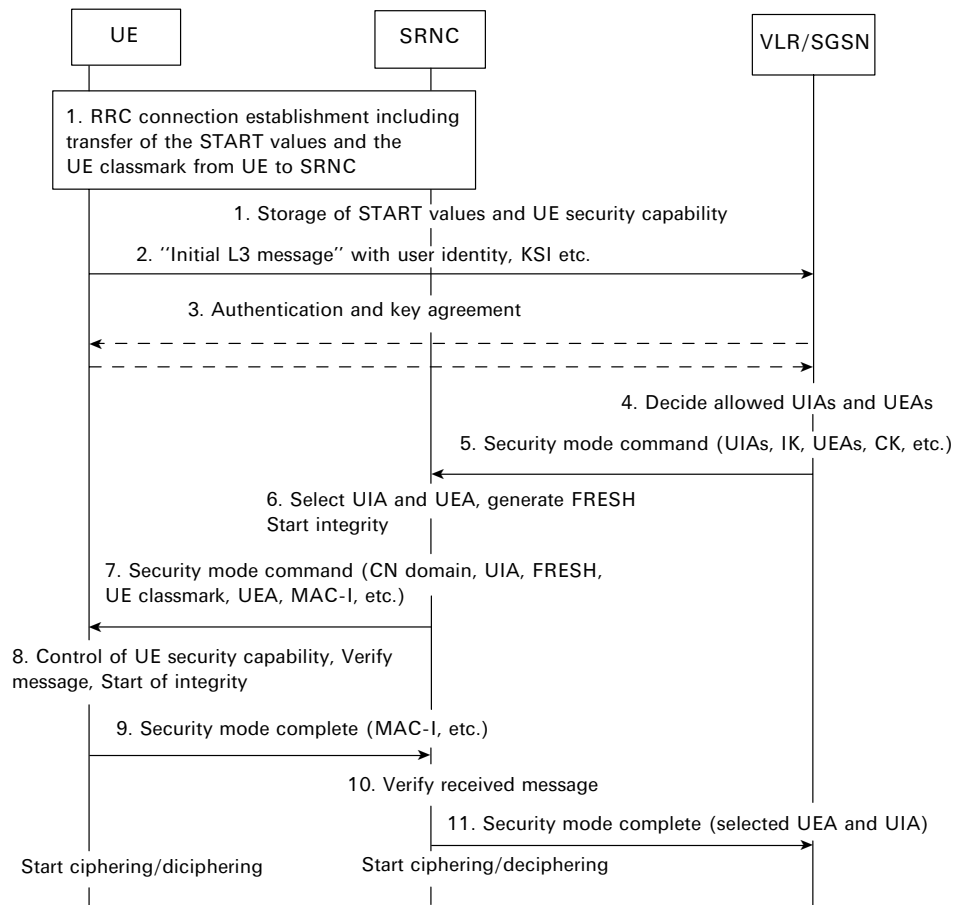 UE
SRNC
VLR/SGSN
1. RRC connection establishment including
transfer of the START values and the
UE classmark from UE to SRNC
1. Storage of START values and UE security capability
2. ''Initial L3 message'' with user identity, KSI etc.
3. Authentication and key agreement
4. Decide allowed UIAs and UEAs
5. Security mode command (UIAs, IK, UEAs, CK, etc.)
6. Select UIA and UEA, generate FRESH
Start integrity
7. Security mode command (CN domain, UIA, FRESH,
UE classmark, UEA, MAC-I, etc.)
8. Control of UE security capability, Verify
message, Start of integrity
9. Security mode complete (MAC-I, etc.)
10. Verify received message
11. Security mode complete (selected UEA and UIA)
Start ciphering/diciphering
Start ciphering/deciphering